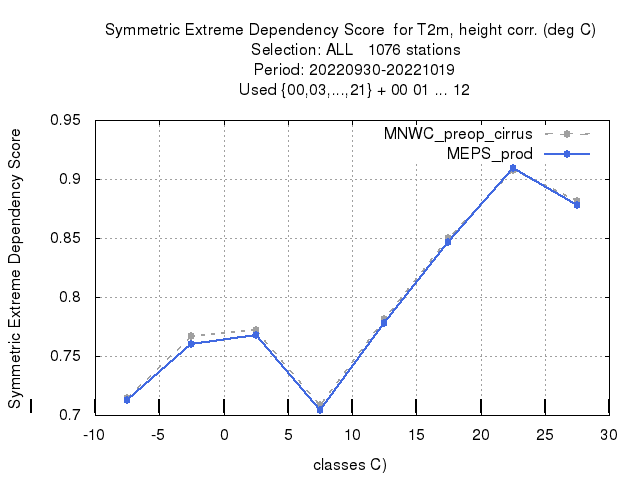 Symmetric Extreme Dependency Score for T2m, height corr. (deg C)
Selection: ALL 1076 stations
Period: 20220930-20221019
Used {00,03,...,21} + 00 01 ... 12
MNWC_preop_cirrus
MEPS_prod
Symmetric Extreme Dependency Score
0.95
0.9
0.85
0.8
0.75
0.7
-10 -5 0 5 10 15 20 25 30
classes C)